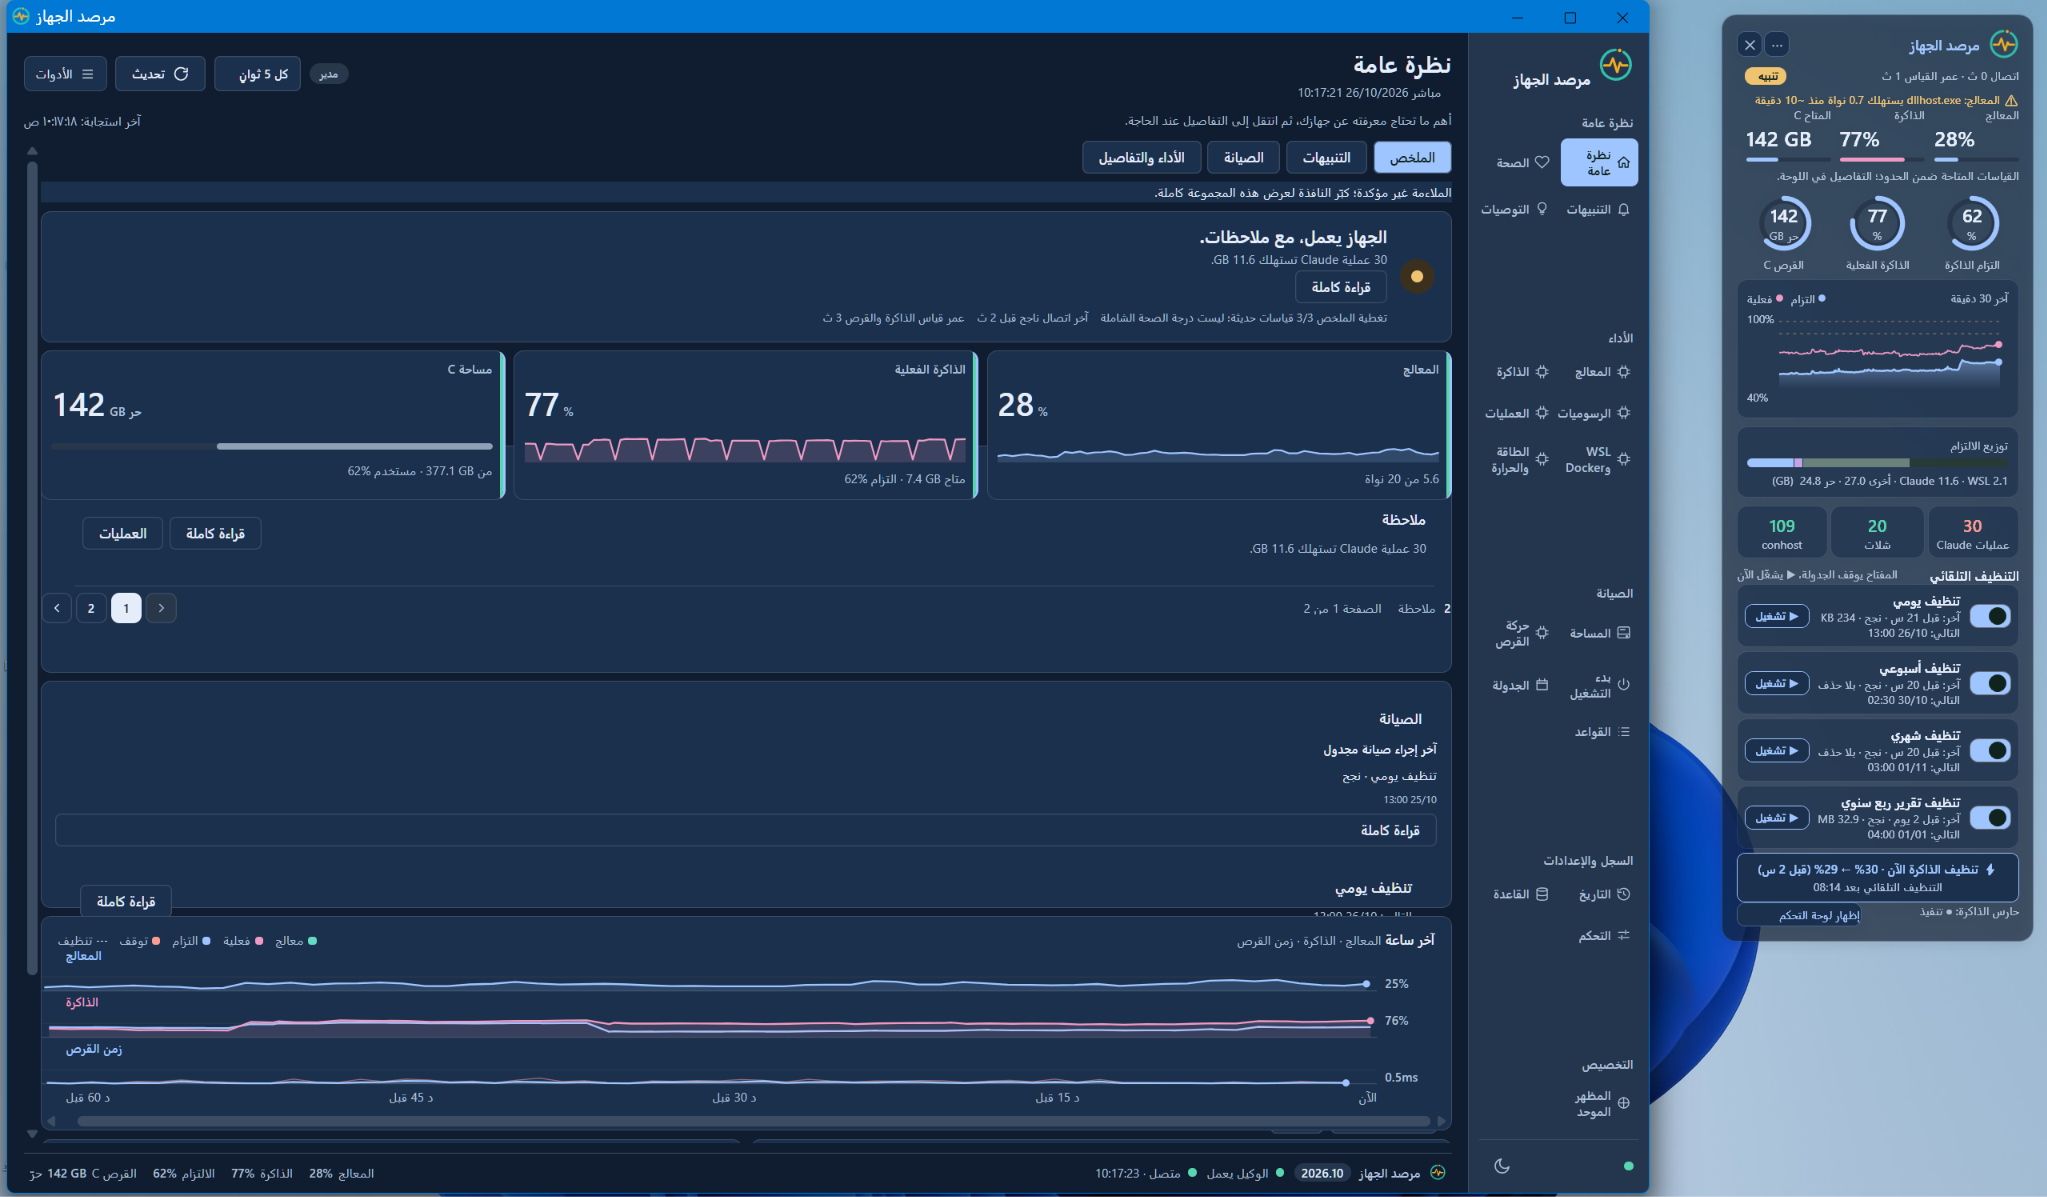 مرصد الجهاز
مرصد الجهاز
نظرة عامة
نظرة عامة
الصحة
التنبيهات
التوصيات
الأداء
المعالج
الذاكرة
الرسوميات
العمليات
WSL وDocker
الطاقة والحرارة
الصيانة
المساحة
حركة القرص
بدء التشغيل
الجدولة
القواعد
السجل والإعدادات
التاريخ
القاعدة
التحكم
التخصيص
المظهر الموحد
نظرة عامة
مباشر 26/10/2026 10:17:21
مدير
كل 5 ثوانٍ
تحديث
الأدوات
أهم ما تحتاج معرفته عن جهازك، ثم انتقل إلى التفاصيل عند الحاجة.
آخر استجابة: ١٠:١٧:١٨ ص
الملخص
التنبيهات
الصيانة
الأداء والتفاصيل
الملاءمة غير مؤكدة؛ كبّر النافذة لعرض هذه المجموعة كاملة.
الجهاز يعمل، مع ملاحظات.
30 عملية Claude تستهلك 11.6 GB.
قراءة كاملة
تغطية الملخص 3/3 قياسات حديثة؛ ليست درجة الصحة الشاملة
آخر اتصال ناجح قبل 2 ث
عمر قياس الذاكرة والقرص 3 ث
المعالج
28 %
5.6 من 20 نواة
الذاكرة الفعلية
77 %
متاح 7.4 GB · التزام 62%
مساحة C
142 GB حر
من 377.1 GB · مستخدم 62%
ملاحظة
30 عملية Claude تستهلك 11.6 GB.
قراءة كاملة
العمليات
2 ملاحظة
الصفحة 1 من 2
1
2
الصيانة
آخر إجراء صيانة مجدول
تنظيف يومي · نجح
25/10 13:00
قراءة كاملة
تنظيف يومي
التالي: 26/10 13:00
قراءة كاملة
آخر ساعة المعالج · الذاكرة · زمن القرص
معالج
فعلية
التزام
توقف
تنظيف
المعالج
25%
الذاكرة
76%
زمن القرص
0.5ms
الآن
15 د قبل
30 د قبل
45 د قبل
60 د قبل
مرصد الجهاز
2026.10
الوكيل يعمل
متصل · 10:17:23
المعالج 28%
الذاكرة 77%
الالتزام 62%
القرص C 142 GB حرّ
مرصد الجهاز
اتصال 0 ث · عمر القياس 1 ث
تنبيه
المعالج: dllhost.exe يستهلك 0.7 نواة منذ ~10 دقيقة
المعالج
الذاكرة
المتاح C
28%
77%
142 GB
القياسات المتاحة ضمن الحدود؛ التفاصيل في اللوحة.
62 %
77 %
142 GB حر
التزام الذاكرة
الذاكرة الفعلية
القرص C
آخر 30 دقيقة
التزام
فعلية
100%
40%
توزيع الالتزام
Claude 11.6 · WSL 2.1 · أخرى 27.0 · حر 24.8 (GB)
30
عمليات Claude
20
شلات
109
conhost
التنظيف التلقائي
المفتاح يوقف الجدولة، ▶ يشغّل الآن
تنظيف يومي
آخر: قبل 21 س · نجح · 234 KB
التالي: 26/10 13:00
▶ تشغيل
تنظيف أسبوعي
آخر: قبل 20 س · نجح · بلا حذف
التالي: 30/10 02:30
▶ تشغيل
تنظيف شهري
آخر: قبل 20 س · نجح · بلا حذف
التالي: 01/11 03:00
▶ تشغيل
تنظيف تقرير ربع سنوي
آخر: قبل 2 يوم · نجح · 32.9 MB
التالي: 01/01 04:00
▶ تشغيل
تنظيف الذاكرة الآن · 30% ← 29% (قبل 2 س)
التنظيف التلقائي بعد 08:14
حارس الذاكرة: ● تنفيذ
إظهار لوحة التحكم